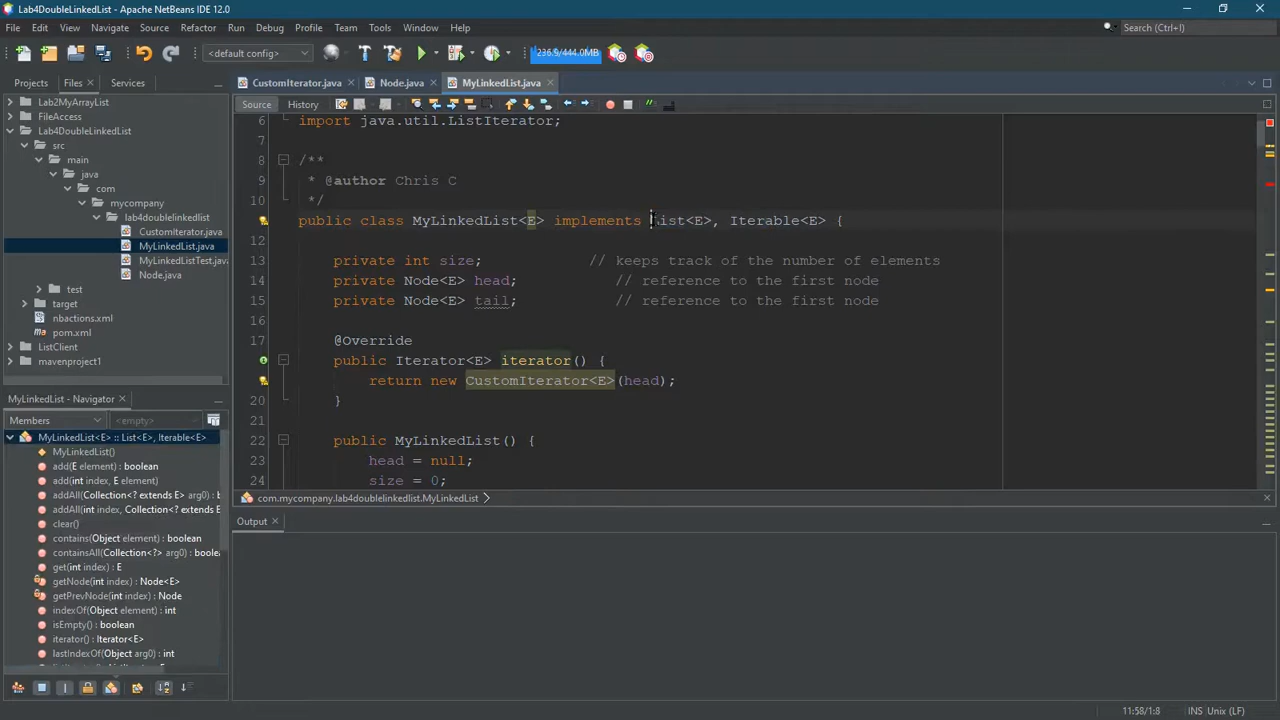 Lab4DoubleLinkedList - Apache NetBeans IDE 12.0
File Edit View Navigate Source Refactor Run Debug Profile Team Tools Window Help
Search (Ctrl+I)
<default config>
236.9/444.0MB
Projects Files Services
CustomIterator.java Node.java MyLinkedList.java
Source History
Lab2MyArrayList
FileAccess
Lab4DoubleLinkedList
src
main
java
com
mycompany
lab4doublelinkedlist
CustomIterator.java
MyLinkedList.java
MyLinkedListTest.java
Node.java
test
target
nbactions.xml
pom.xml
ListClient
mavenproject1
6 import java.util.ListIterator;
7
8 /**
9 * @author Chris C
10 */
public class MyLinkedList<E> implements List<E>, Iterable<E> {
12
13 private int size; // keeps track of the number of elements
14 private Node<E> head; // reference to the first node
15 private Node<E> tail; // reference to the first node
16
17 @Override
public Iterator<E> iterator() {
return new CustomIterator<E>(head);
20 }
21
22 public MyLinkedList() {
23 head = null;
24 size = 0;
com.mycompany.lab4doublelinkedlist.MyLinkedList
MyLinkedList - Navigator
Members <empty>
MyLinkedList<E> :: List<E>, Iterable<E>
MyLinkedList()
add(E element) : boolean
add(int index, E element)
addAll(Collection<? extends E> arg0) : boolean
addAll(int index, Collection<? extends E> a
clear()
contains(Object element) : boolean
containsAll(Collection<?> arg0) : boolea
get(int index) : E
getNode(int index) : Node<E>
getPrevNode(int index) : Node
indexOf(Object element) : int
isEmpty() : boolean
iterator() : Iterator<E>
lastIndexOf(Object arg0) : int
Output
11:58/1:8 INS Unix (LF)